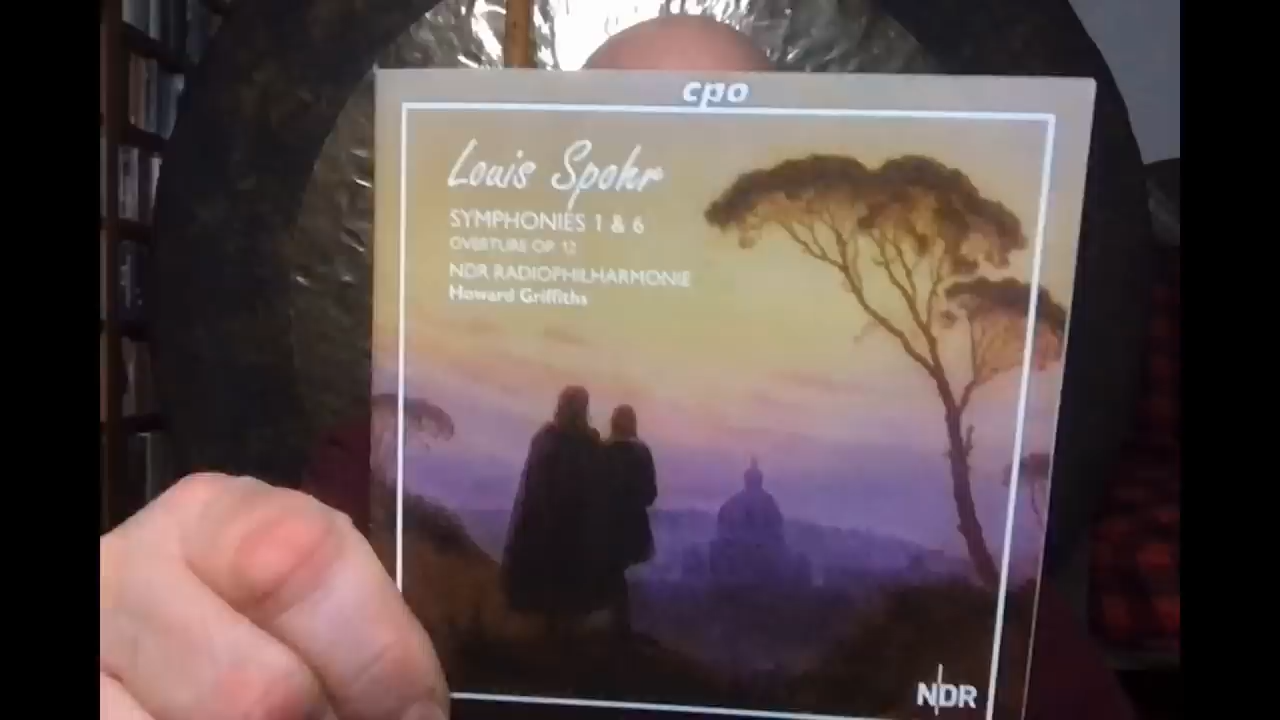 cpo
Louis Spohr
SYMPHONIES 1 & 6
OVERTURE OP. 12
NDR RADIOPHILHARMONIE
Howard Griffiths
NDR